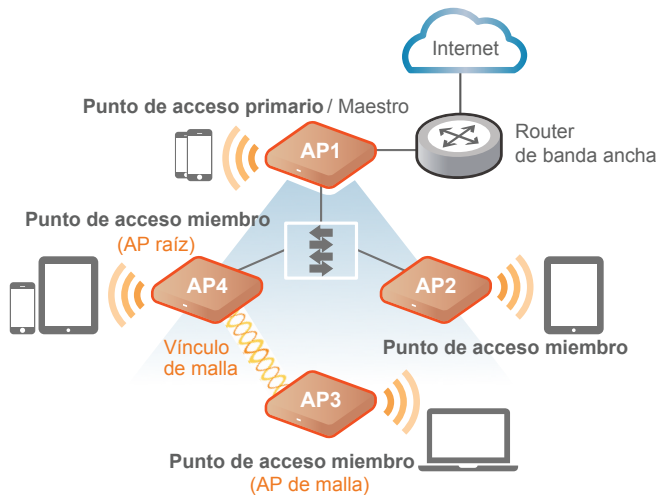 Internet
Punto de acceso primario / Maestro
AP1
Router
de banda ancha
Punto de acceso miembro
(AP raíz)
AP4
AP2
Vínculo
de malla
Punto de acceso miembro
AP3
Punto de acceso miembro
(AP de malla)